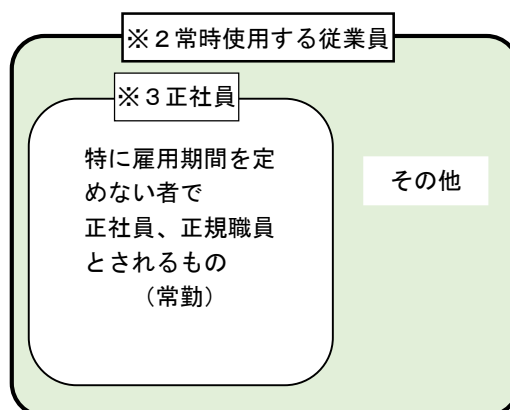 ※２常時使用する従業員
※３正社員
特に雇用期間を定
めない者で
正社員、正規職員
とされるもの
（常勤）
その他